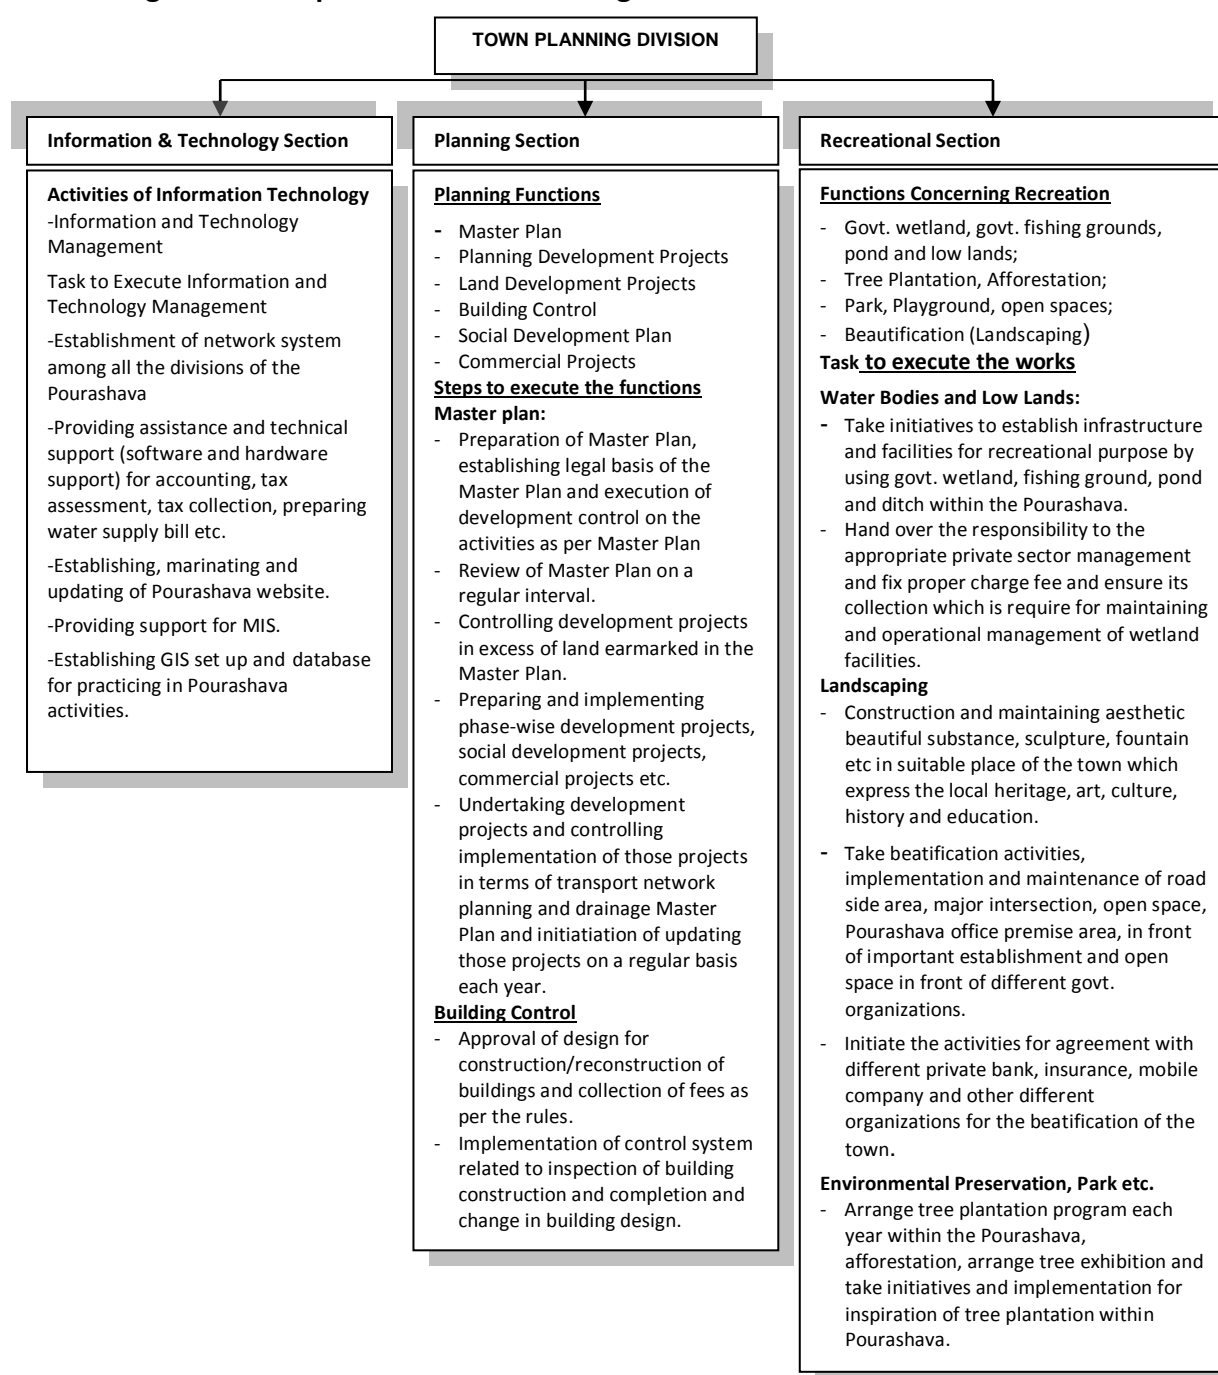 TOWN PLANNING DIVISION
Information & Technology Section
Activities of Information Technology
-Information and Technology
Management
Task to Execute Information and
Technology Management
-Establishment of network system
among all the divisions of the
Pourashava
-Providing assistance and technical
support (software and hardware
support) for accounting, tax
assessment, tax collection, preparing
water supply bill etc.
-Establishing, marinating and
updating of Pourashava website.
-Providing support for MIS.
-Establishing GIS set up and database
for practicing in Pourashava
activities.
Planning Section
Planning Functions
- Master Plan
- Planning Development Projects
- Land Development Projects
- Building Control
- Social Development Plan
- Commercial Projects
Steps to execute the functions
Master plan:
- Preparation of Master Plan,
establishing legal basis of the
Master Plan and execution of
development control on the
activities as per Master Plan
- Review of Master Plan on a
regular interval.
- Controlling development projects
in excess of land earmarked in the
Master Plan.
- Preparing and implementing
phase-wise development projects,
social development projects,
commercial projects etc.
- Undertaking development
projects and controlling
implementation of those projects
in terms of transport network
planning and drainage Master
Plan and initiatiation of updating
those projects on a regular basis
each year.
Building Control
- Approval of design for
construction/reconstruction of
buildings and collection of fees as
per the rules.
- Implementation of control system
related to inspection of building
construction and completion and
change in building design.
Recreational Section
Functions Concerning Recreation
- Govt. wetland, govt. fishing grounds,
pond and low lands;
- Tree Plantation, Afforestation;
- Park, Playground, open spaces;
- Beautification (Landscaping)
Task to execute the works
Water Bodies and Low Lands:
- Take initiatives to establish infrastructure
and facilities for recreational purpose by
using govt. wetland, fishing ground, pond
and ditch within the Pourashava.
- Hand over the responsibility to the
appropriate private sector management
and fix proper charge fee and ensure its
collection which is require for maintaining
and operational management of wetland
facilities.
Landscaping
- Construction and maintaining aesthetic
beautiful substance, sculpture, fountain
etc in suitable place of the town which
express the local heritage, art, culture,
history and education.
- Take beatification activities,
implementation and maintenance of road
side area, major intersection, open space,
Pourashava office premise area, in front
of important establishment and open
space in front of different govt.
organizations.
- Initiate the activities for agreement with
different private bank, insurance, mobile
company and other different
organizations for the beatification of the
town.
Environmental Preservation, Park etc.
- Arrange tree plantation program each
year within the Pourashava,
afforestation, arrange tree exhibition and
take initiatives and implementation for
inspiration of tree plantation within
Pourashava.